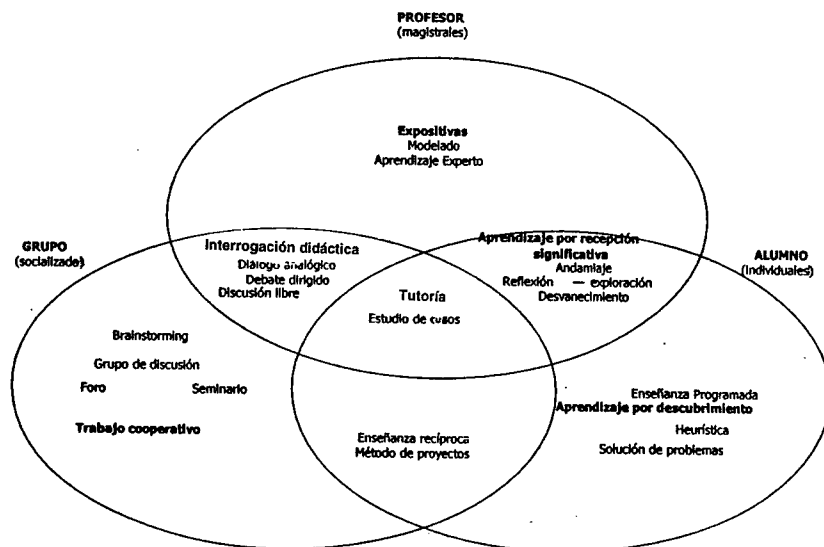 PROFESOR
(magistrales)
Expositivas
Modelado
Aprendizaje Experto
GRUPO
(socializado)
Interrogación didáctica
Diálogo analógico
Debate dirigido
Discusión libre
Aprendizaje por recepción
significativa
Andamiaje
Reflexión — exploración
Desvanecimiento
ALUMNO
(individuales)
Tutoría
Estudio de casos
Brainstorming
Grupo de discusión
Foro Seminario
Trabajo cooperativo
Enseñanza recíproca
Método de proyectos
Enseñanza Programada
Aprendizaje por descubrimiento
Heurística
Solución de problemas